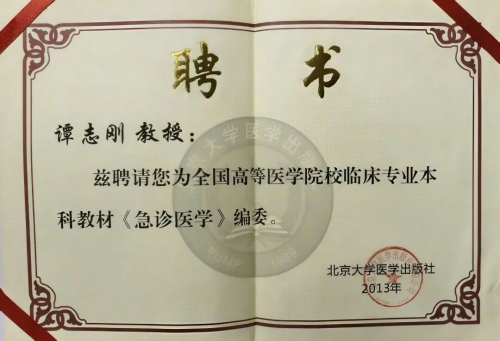 聘 书
谭志刚 教授:
兹聘请您为全国高等医学院校临床专业本
科教材《急诊医学》编委。
北京大学医学出版社
2013年